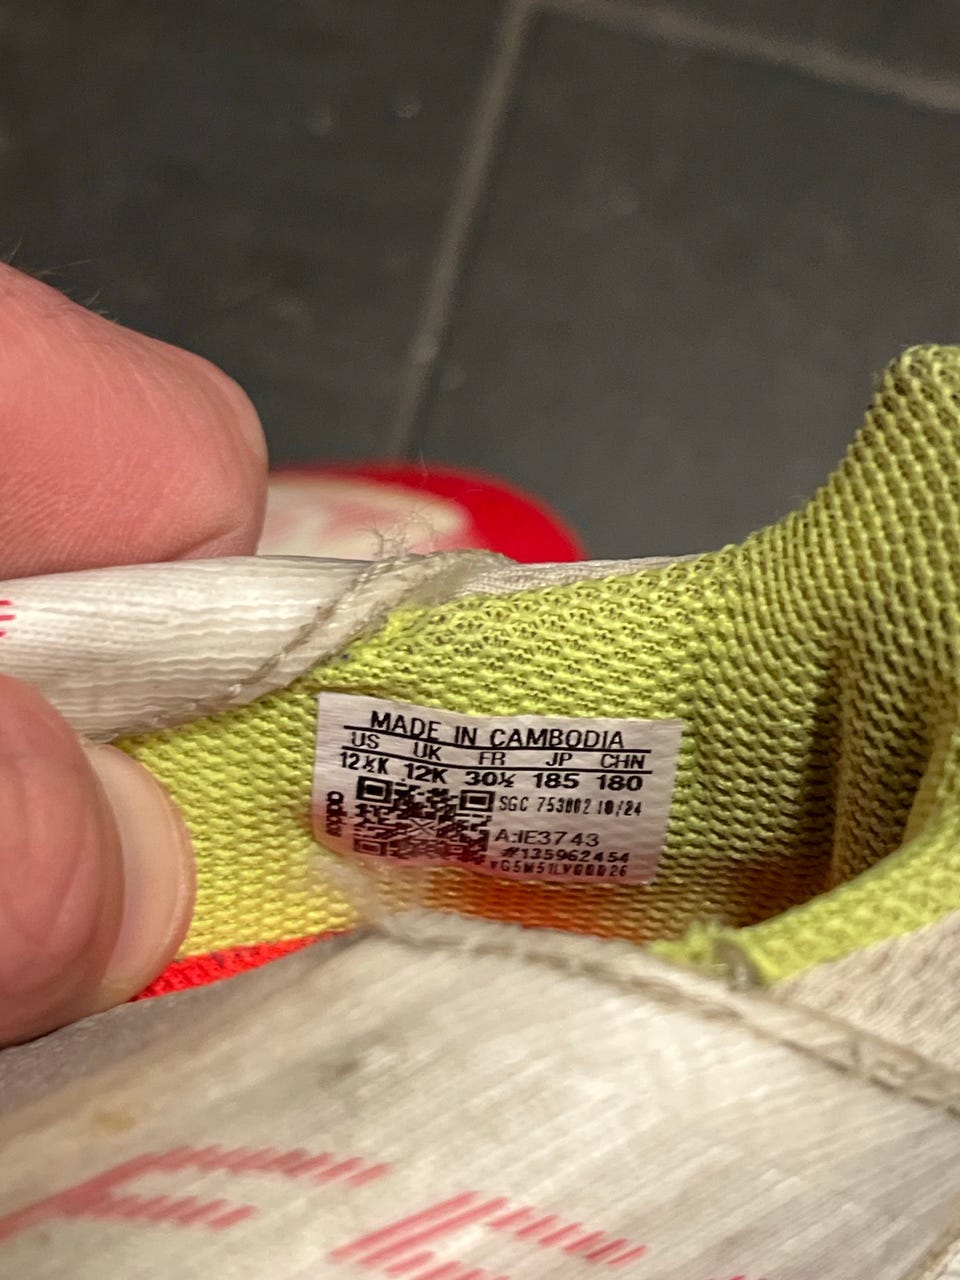 MADE IN CAMBODIA
US UK FR JP CHN
12½K 12K 30½ 185 180
SGC 753002 10/24
A:IE3743
#135962454